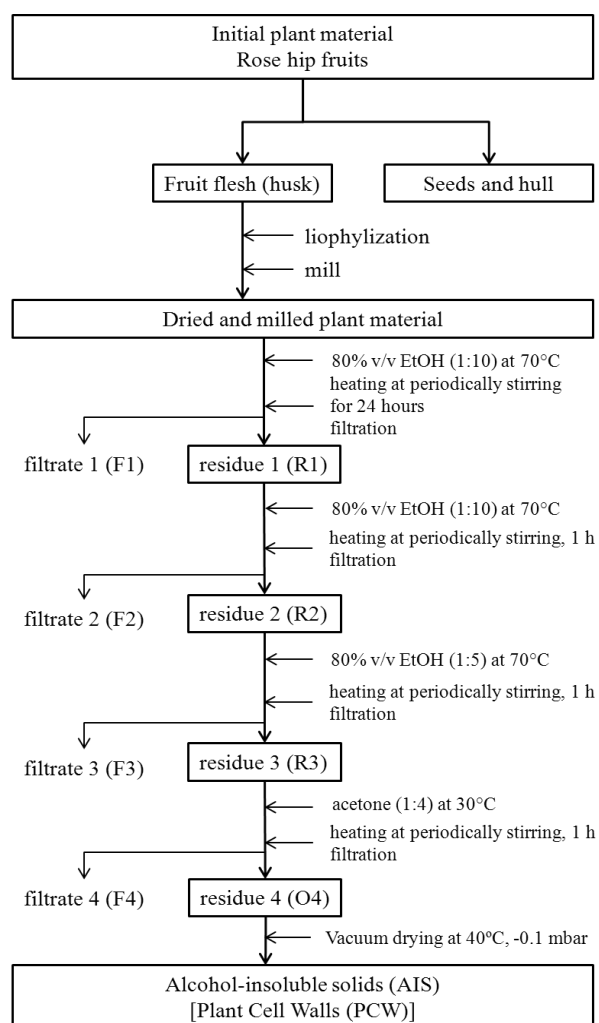 Initial plant material
Rose hip fruits
Fruit flesh (husk)
Seeds and hull
liophylization
mill
Dried and milled plant material
80% v/v EtOH (1:10) at 70°C
heating at periodically stirring
for 24 hours
filtration
filtrate 1 (F1)
residue 1 (R1)
80% v/v EtOH (1:10) at 70°C
heating at periodically stirring, 1 h
filtration
filtrate 2 (F2)
residue 2 (R2)
80% v/v EtOH (1:5) at 70°C
heating at periodically stirring, 1 h
filtration
filtrate 3 (F3)
residue 3 (R3)
acetone (1:4) at 30°C
heating at periodically stirring, 1 h
filtration
filtrate 4 (F4)
residue 4 (O4)
Vacuum drying at 40ºC, -0.1 mbar
Alcohol-insoluble solids (AIS)
[Plant Cell Walls (PCW)]